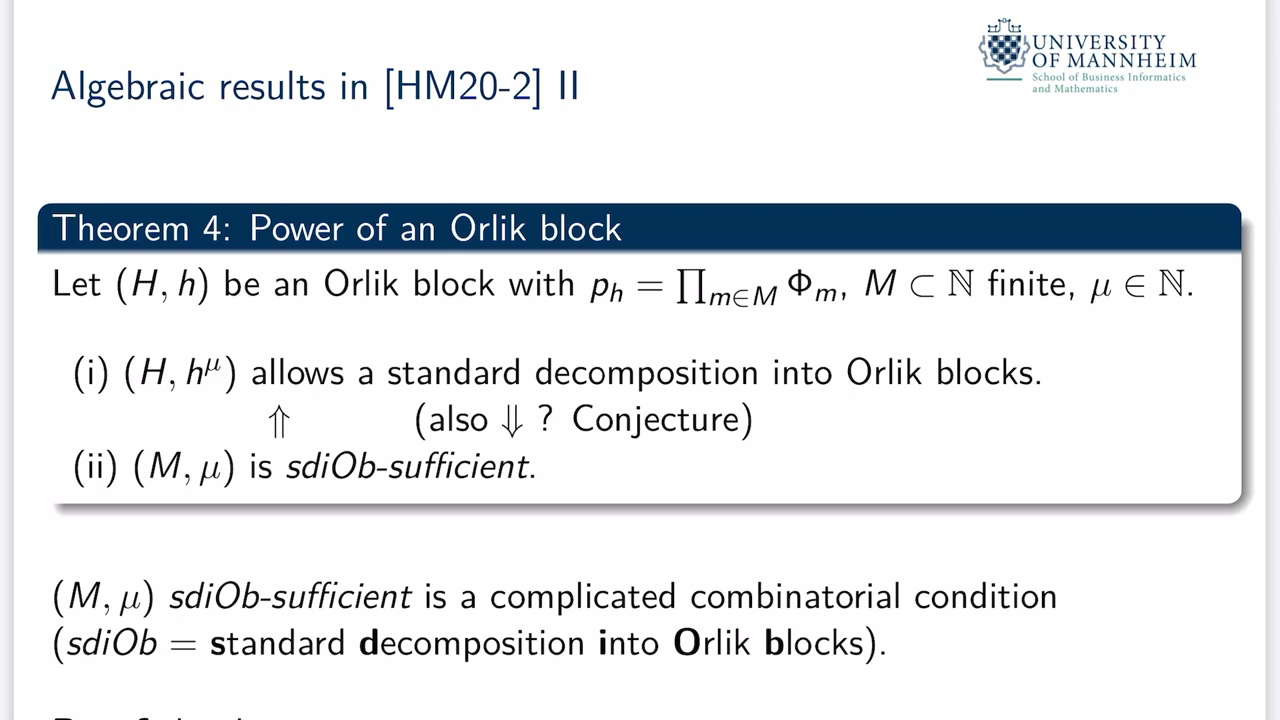 UNIVERSITY
OF MANNHEIM
School of Business Informatics
and Mathematics
Algebraic results in [HM20-2] II
Theorem 4: Power of an Orlik block
Let (H, h) be an Orlik block with pₕ = ∏_{m∈M} Φₘ, M ⊂ ℕ finite, μ ∈ ℕ.
(i) (H, h^μ) allows a standard decomposition into Orlik blocks.
⇑ (also ⇓ ? Conjecture)
(ii) (M, μ) is sdiOb-sufficient.
(M, μ) sdiOb-sufficient is a complicated combinatorial condition
(sdiOb = standard decomposition into Orlik blocks).